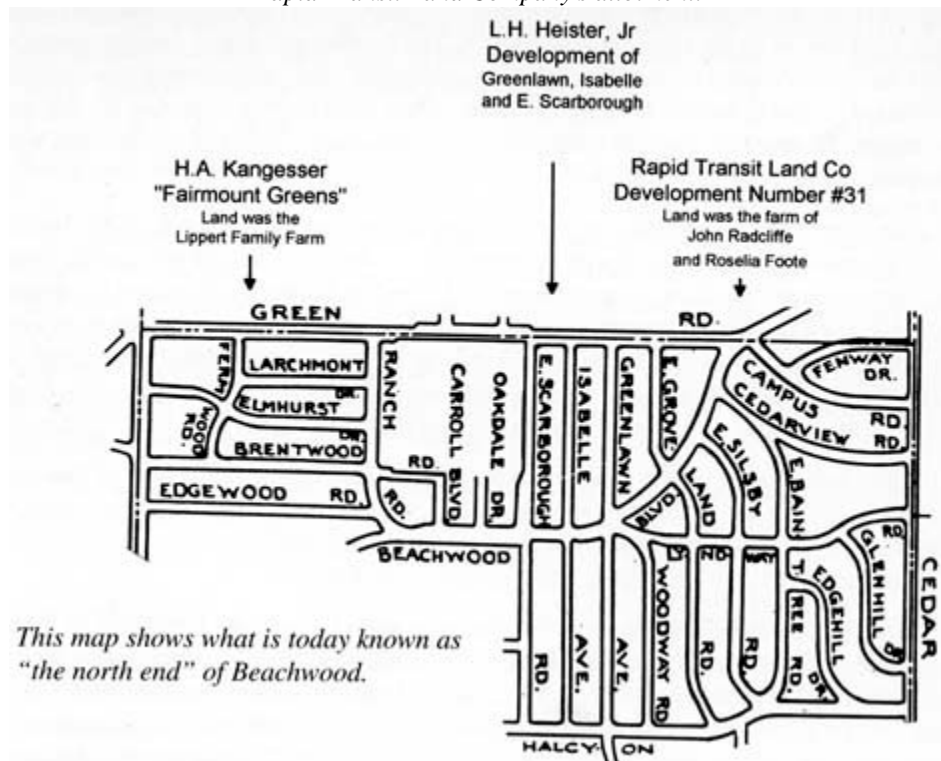 L.H. Heister, Jr
Development of
Greenlawn, Isabelle
and E. Scarborough
H.A. Kangesser
"Fairmount Greens"
Land was the
Lippert Family Farm
Rapid Transit Land Co
Development Number #31
Land was the farm of
John Radcliffe
and Roselia Foote
GREEN
RD.
FERN
WOOD
RD.
LARCHMONT
DR.
ELMHURST
BRENTWOOD
DR.
EDGEWOOD RD.
RANCH
RD.
RD.
CARROLL BLVD.
OAKDALE DR.
E. SCARBOROUGH
ISABELLE
GREENLAWN
E. GROVE
LAND
BLVD.
E. SILSBY
CAMPUS
RD.
CEDARVIEW
RD.
FENWAY
DR.
E. BAIN
TREE
RD.
EDGEHILL
DR.
RD.
GLENHILL
DR.
CEDAR
BEACHWOOD
WAY
RD.
AVE.
AVE.
WOODWAY RD.
RD.
RD.
HALCY-ON
This map shows what is today known as
"the north end" of Beachwood.